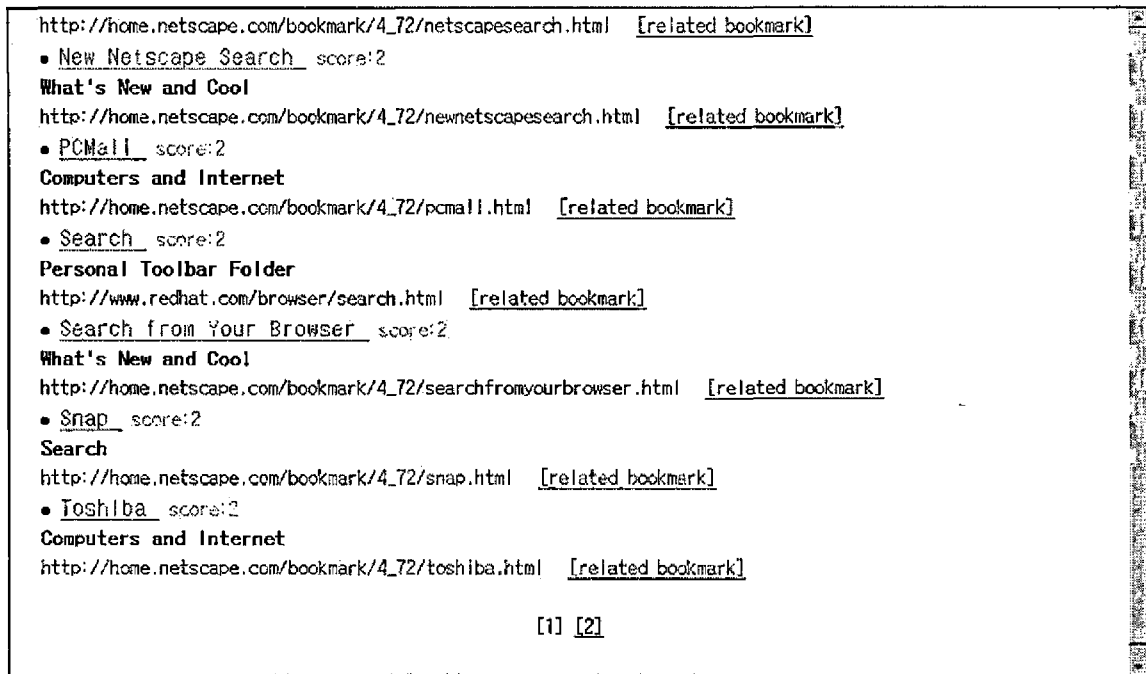 http://home.netscape.com/bookmark/4_72/netscapesearch.html [related bookmark]
• New Netscape Search score:2
What's New and Cool
http://home.netscape.com/bookmark/4_72/newnetscapesearch.html [related bookmark]
• PCMall score:2
Computers and Internet
http://home.netscape.com/bookmark/4_72/pcmall.html [related bookmark]
• Search score:2
Personal Toolbar Folder
http://www.redhat.com/browser/search.html [related bookmark]
• Search from Your Browser score:2
What's New and Cool
http://home.netscape.com/bookmark/4_72/searchfromyourbrowser.html [related bookmark]
• Snap score:2
Search
http://home.netscape.com/bookmark/4_72/snap.html [related bookmark]
• Toshiba score:2
Computers and Internet
http://home.netscape.com/bookmark/4_72/toshiba.html [related bookmark]
[1] [2]